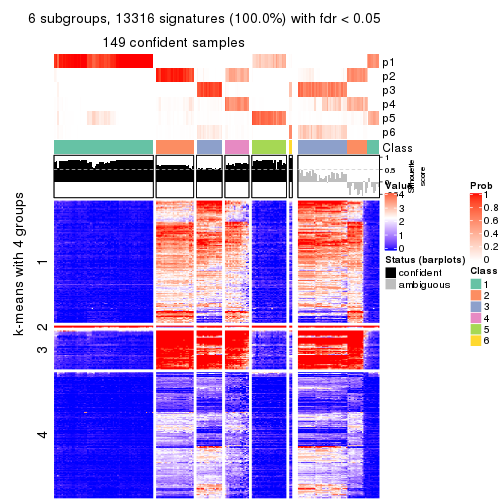 6 subgroups, 13316 signatures (100.0%) with fdr < 0.05
149 confident samples
p1
p2
p3
p4
p5
p6
Class
1
0.5
0
Silhouette
score
k-means with 4 groups
1
2
3
4
Value
4
3
2
1
0
Status (barplots)
confident
ambiguous
Prob
1
0.8
0.6
0.4
0.2
0
Class
1
2
3
4
5
6